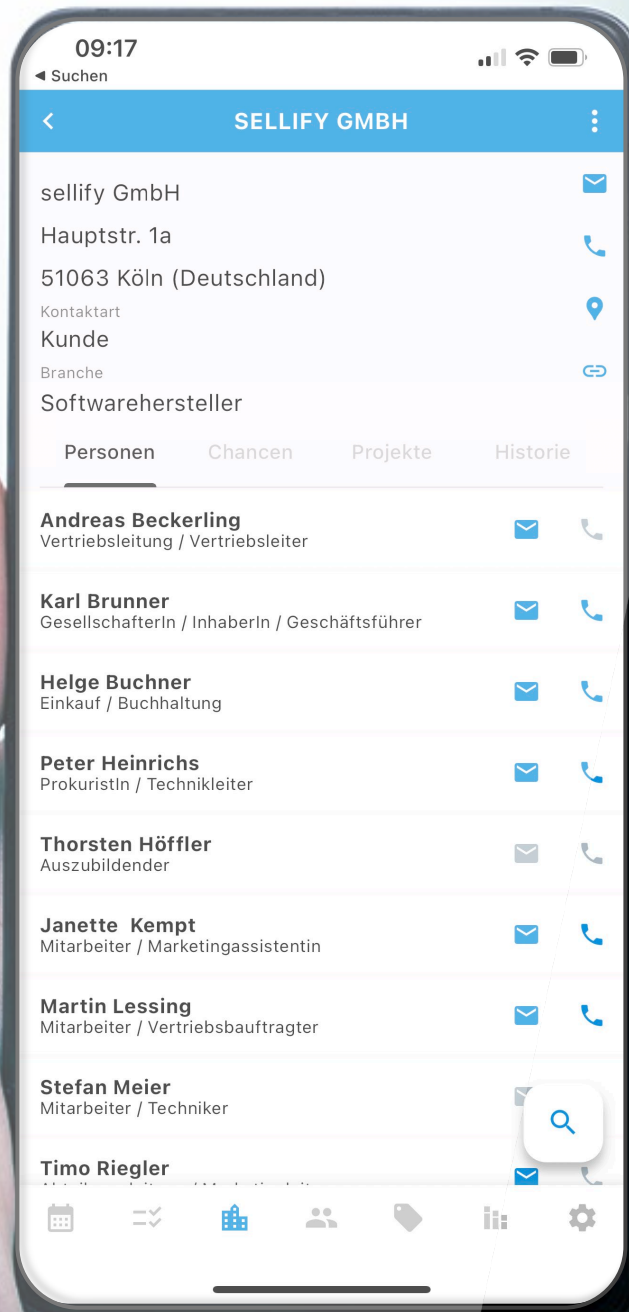 09:17
◀ Suchen
SELLIFY GMBH
sellify GmbH
Hauptstr. 1a
51063 Köln (Deutschland)
Kontaktart
Kunde
Branche
Softwarehersteller
Personen Chancen Projekte Historie
Andreas Beckerling
Vertriebsleitung / Vertriebsleiter
Karl Brunner
GesellschafterIn / InhaberIn / Geschäftsführer
Helge Buchner
Einkauf / Buchhaltung
Peter Heinrichs
ProkuristIn / Technikleiter
Thorsten Höffler
Auszubildender
Janette Kempt
Mitarbeiter / Marketingassistentin
Martin Lessing
Mitarbeiter / Vertriebsbauftragter
Stefan Meier
Mitarbeiter / Techniker
Timo Riegler